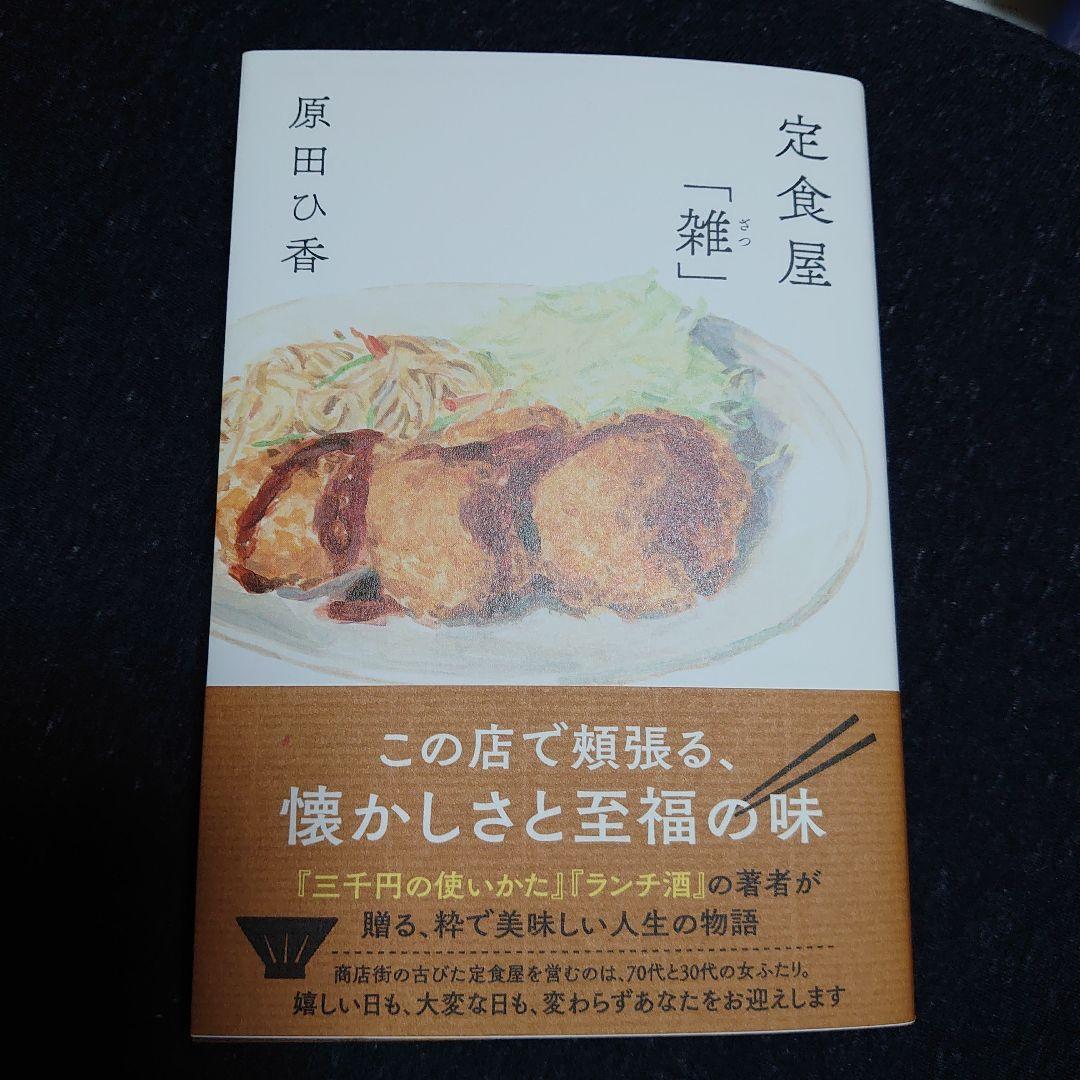 定食屋
「雑」
ざつ
原田ひ香
この店で頰張る、
懐かしさと至福の味
『三千円の使いかた』『ランチ酒』の著者が
贈る、粋で美味しい人生の物語
商店街の古びた定食屋を営むのは、70代と30代の女ふたり。
嬉しい日も、大変な日も、変わらずあなたをお迎えします